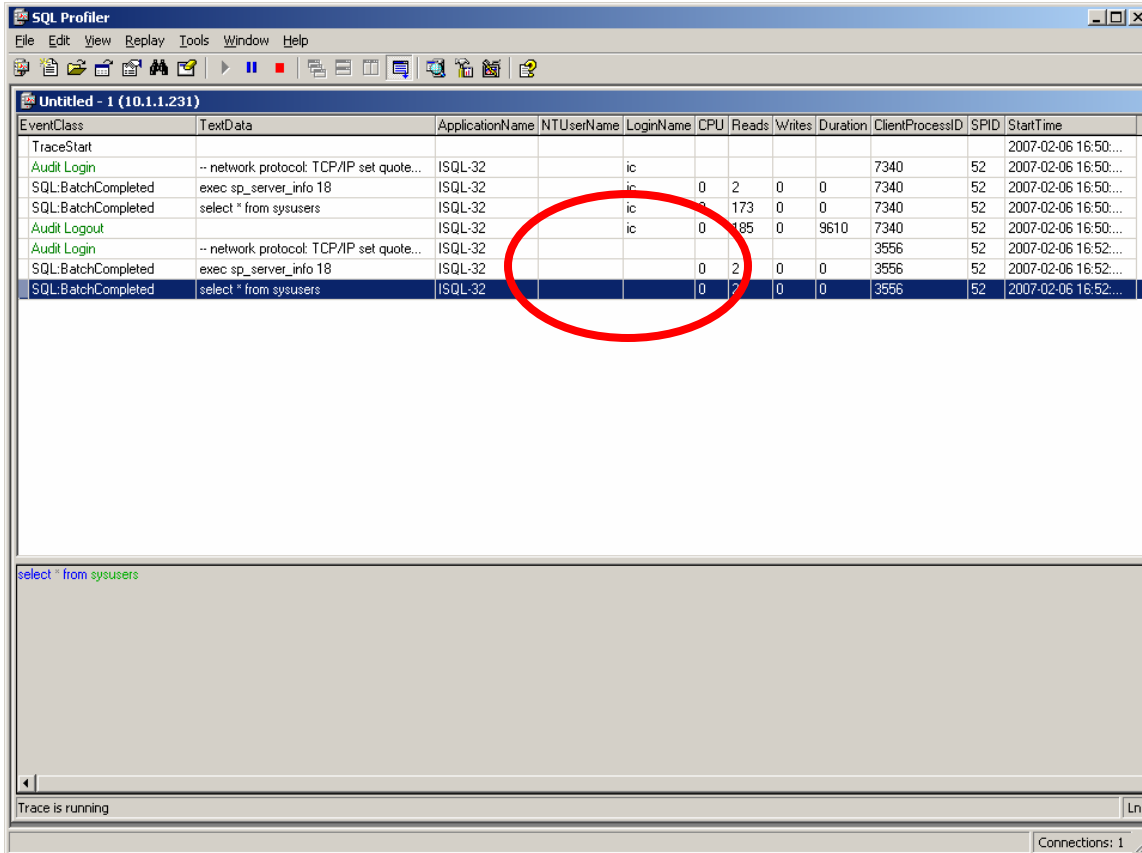 SQL Profiler
File Edit View Replay Tools Window Help
Untitled - 1 (10.1.1.231)
EventClass TextData ApplicationName NTUserName LoginName CPU Reads Writes Duration ClientProcessID SPID StartTime
TraceStart 2007-02-06 16:50:...
Audit Login -- network protocol: TCP/IP set quote... ISQL-32 ic 7340 52 2007-02-06 16:50:...
SQL:BatchCompleted exec sp_server_info 18 ISQL-32 ic 0 2 0 0 7340 52 2007-02-06 16:50:...
SQL:BatchCompleted select * from sysusers ISQL-32 ic 0 173 0 0 7340 52 2007-02-06 16:50:...
Audit Logout ISQL-32 ic 0 185 0 9610 7340 52 2007-02-06 16:50:...
Audit Login -- network protocol: TCP/IP set quote... ISQL-32 3556 52 2007-02-06 16:52:...
SQL:BatchCompleted exec sp_server_info 18 ISQL-32 0 2 0 0 3556 52 2007-02-06 16:52:...
SQL:BatchCompleted select * from sysusers ISQL-32 0 0 0 3556 52 2007-02-06 16:52:...
select * from sysusers
Trace is running
Ln
Connections: 1